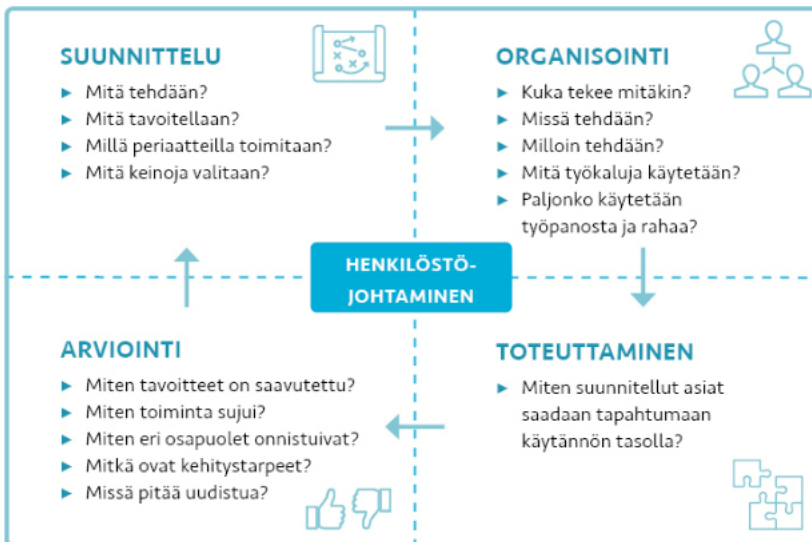 SUUNNITTELU
► Mitä tehdään?
► Mitä tavoitellaan?
► Millä periaatteilla toimitaan?
► Mitä keinoja valitaan?
ORGANISOINTI
► Kuka tekee mitäkin?
► Missä tehdään?
► Milloin tehdään?
► Mitä työkaluja käytetään?
► Paljonko käytetään
työpanosta ja rahaa?
HENKILÖSTÖ-
JOHTAMINEN
ARVIOINTI
► Miten tavoitteet on saavutettu?
► Miten toiminta sujui?
► Miten eri osapuolet onnistuivat?
► Mitkä ovat kehitystarpeet?
► Missä pitää uudistua?
TOTEUTTAMINEN
► Miten suunnitellut asiat
saadaan tapahtumaan
käytännön tasolla?